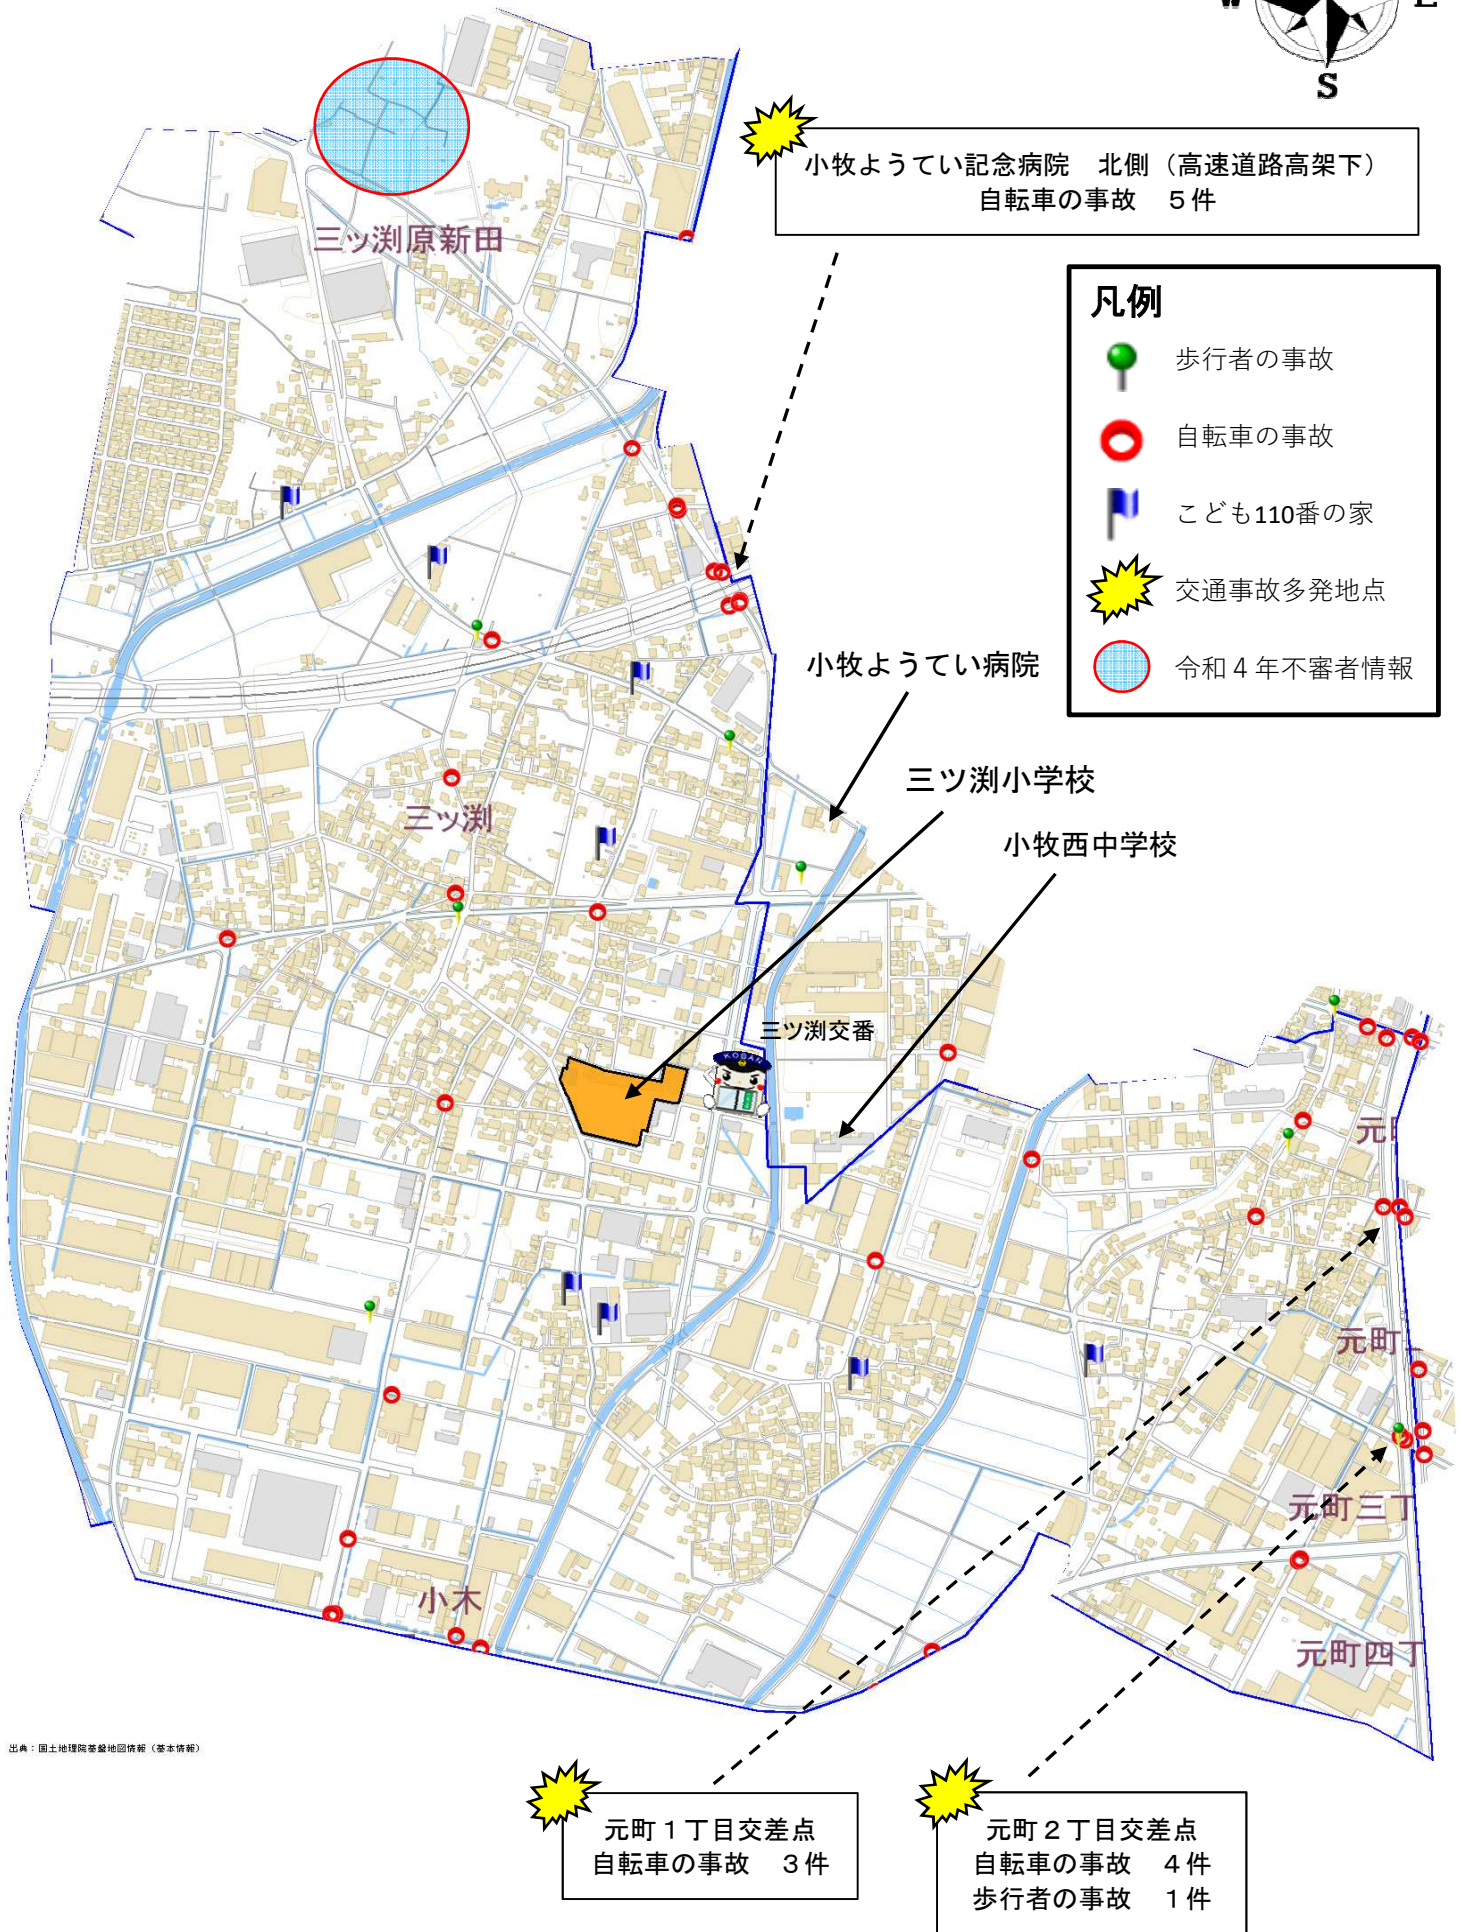 E
S
小牧ようてい記念病院　北側（高速道路高架下）
自転車の事故　５件
凡例
歩行者の事故
自転車の事故
こども110番の家
交通事故多発地点
令和４年不審者情報
三ッ渕原新田
小牧ようてい病院
三ツ渕小学校
三ッ渕
小牧西中学校
三ツ渕交番
KOBAN
元町
元町二
元町三丁
小木
元町四丁
出典：国土地理院基盤地図情報（基本情報）
元町１丁目交差点
自転車の事故　３件
元町２丁目交差点
自転車の事故　４件
歩行者の事故　１件